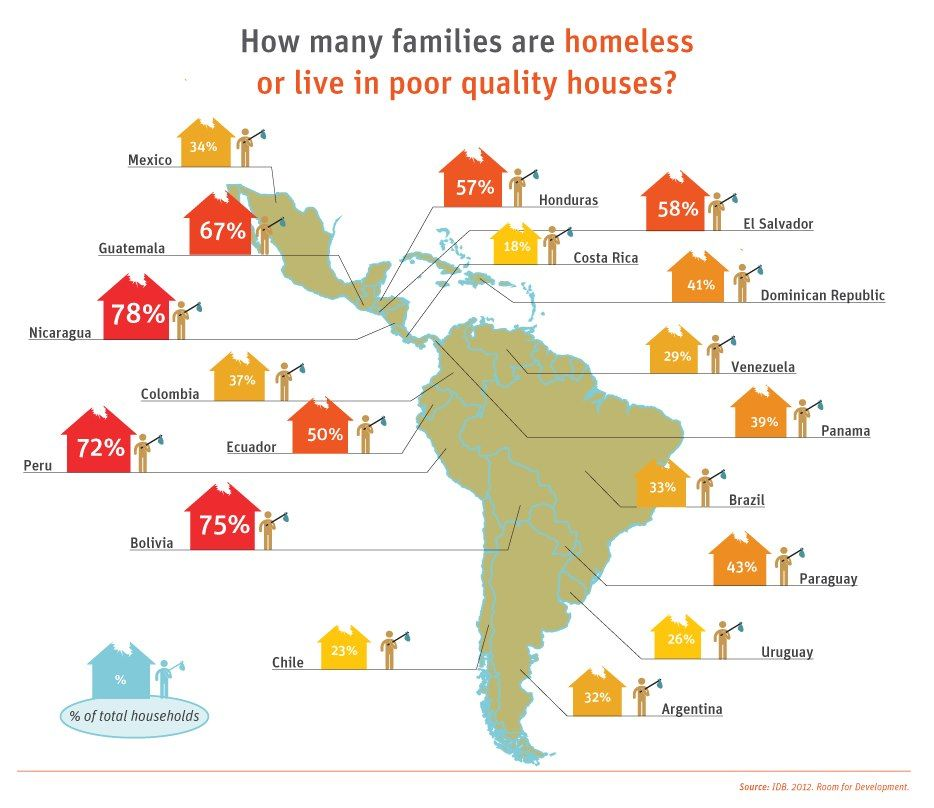 How many families are homeless
or live in poor quality houses?
34%
Mexico
57%
Honduras
58%
El Salvador
67%
Guatemala
18%
Costa Rica
41%
Dominican Republic
78%
Nicaragua
29%
Venezuela
37%
Colombia
39%
Panama
50%
Ecuador
72%
Peru
33%
Brazil
75%
Bolivia
43%
Paraguay
23%
Chile
26%
Uruguay
32%
Argentina
%
% of total households
Source: IDB. 2012. Room for Development.